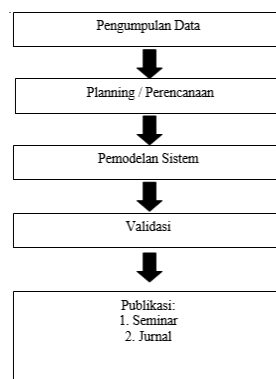 Pengumpulan Data
Planning / Perencanaan
Pemodelan Sistem
Validasi
Publikasi:
1. Seminar
2. Jurnal